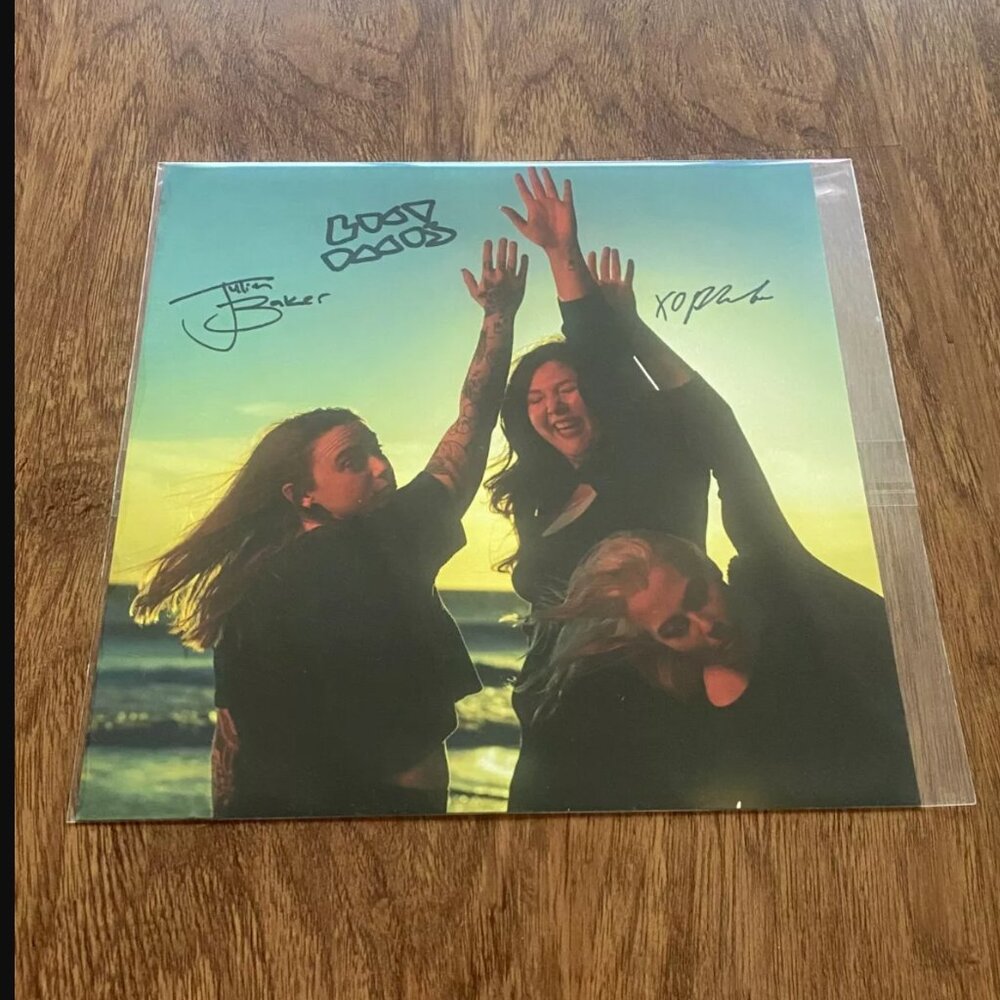 LUCY
DACUS
Julien
Baker
XO